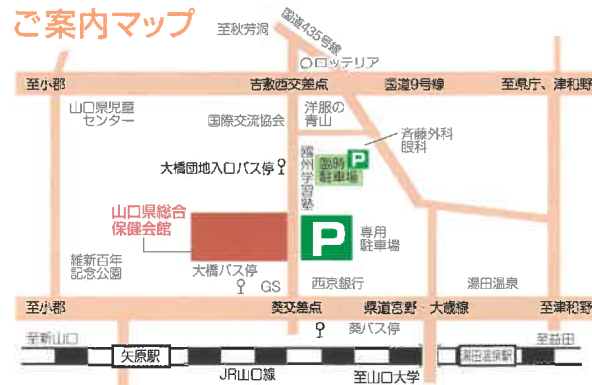 ご案内マップ
至秋芳洞
国道435号線
ロッテリア
至小郡
吉敷西交差点
国道9号線
至県庁、津和野
山口県児童
センター
国際交流協会
洋服の
青山
斉藤外科
眼科
大橋団地入口バス停
鷗州学習塾
臨時
駐車場
P
山口県総合
保健会館
P
専用
駐車場
維新百年
記念公園
大橋バス停
GS
西京銀行
湯田温泉
至小郡
葵交差点
県道宮野・大歳線
至津和野
至新山口
葵バス停
至益田
矢原駅
湯田温泉駅
JR山口線
至山口大学